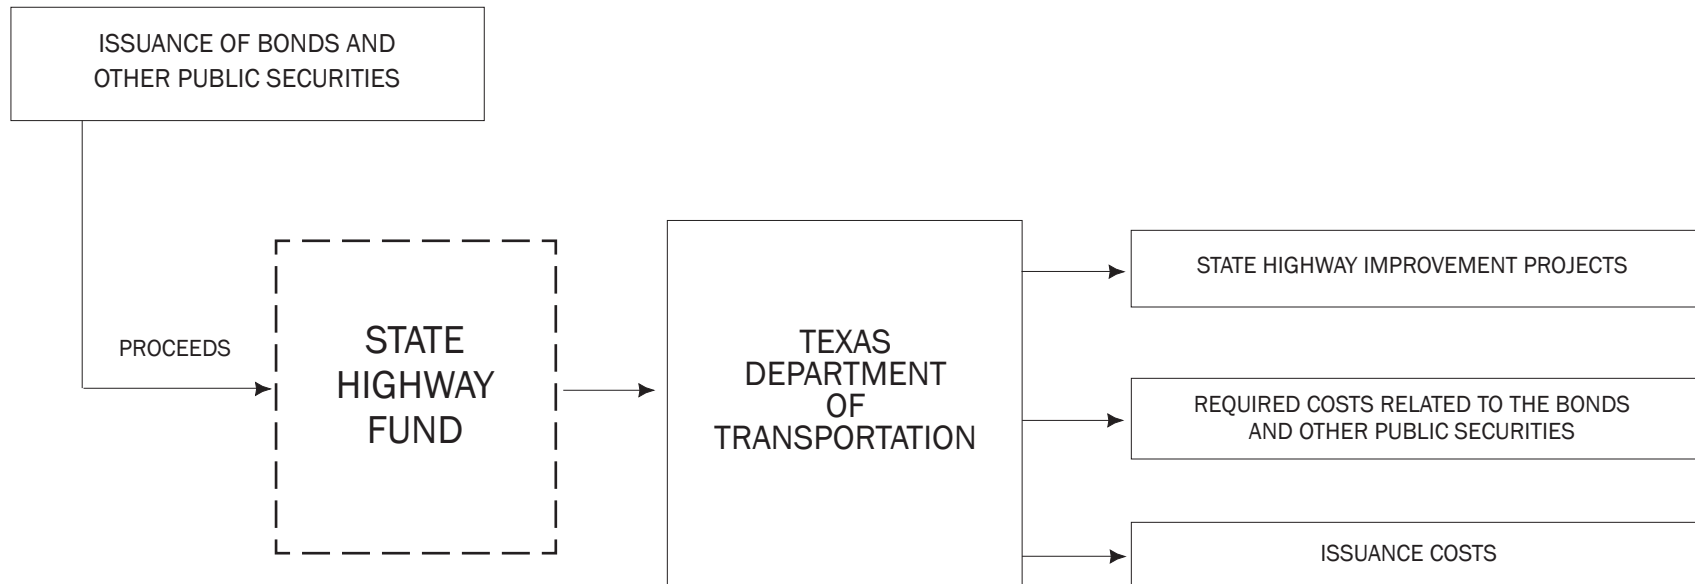 ISSUANCE OF BONDS AND
OTHER PUBLIC SECURITIES
PROCEEDS
STATE
HIGHWAY
FUND
TEXAS
DEPARTMENT
OF
TRANSPORTATION
STATE HIGHWAY IMPROVEMENT PROJECTS
REQUIRED COSTS RELATED TO THE BONDS
AND OTHER PUBLIC SECURITIES
ISSUANCE COSTS